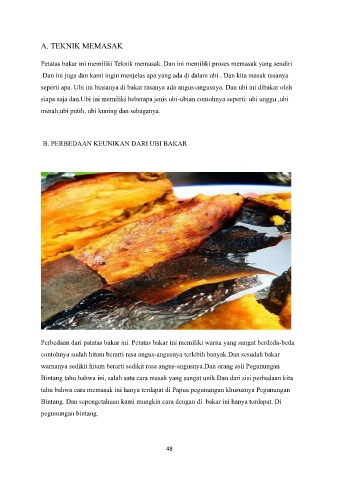 A. TEKNIK MEMASAK
Petatas bakar ini memiliki Teknik memasak. Dan ini memiliki proses memasak yang sendiri
.Dan ini juga dan kami ingin menjelas apa yang ada di dalam ubi . Dan kita masak rasanya
seperti apa. Ubi ini biasanya di bakar rasanya ada angus-angusnya. Dan ubi ini dibakar oleh
siapa saja dan.Ubi ini memiliki beberapa jenis ubi-ubian contohnya seperti: ubi unggu ,ubi
merah,ubi putih, ubi kuning dan sebaganya.
B. PERBEDAAN KEUNIKAN DARI UBI BAKAR
Perbedaan dari patatas bakar ini. Petatas bakar ini memiliki warna yang sangat berdeda-beda
contohnya sudah hitam berarti rasa angus-angusnya terlebih banyak.Dan sesudah bakar
warnanya sedikit hitam berarti sedikit rasa angus-angusnya.Dan orang asli Pegunungan
Bintang tahu bahwa ini, salah satu cara masak yang sangat unik.Dan dari sisi perbedaan kita
tahu bahwa cara memasak ini hanya terdapat di Papua pegunungan khususnya Pegunungan
Bintang. Dan sepengetahuan kami mungkin cara dengan di bakar ini hanya terdapat. Di
pegunungan bintang.
48